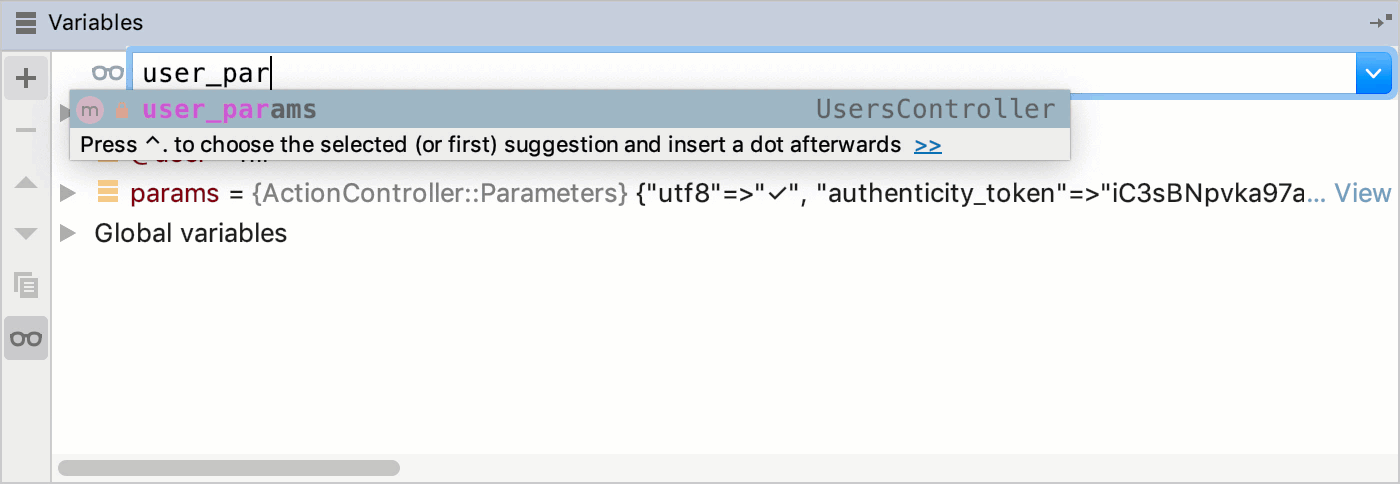 Variables
user_par
m user_params UsersController
Press ^. to choose the selected (or first) suggestion and insert a dot afterwards >>
params = {ActionController::Parameters} {"utf8"=>"✓", "authenticity_token"=>"iC3sBNpvka97a... View
Global variables